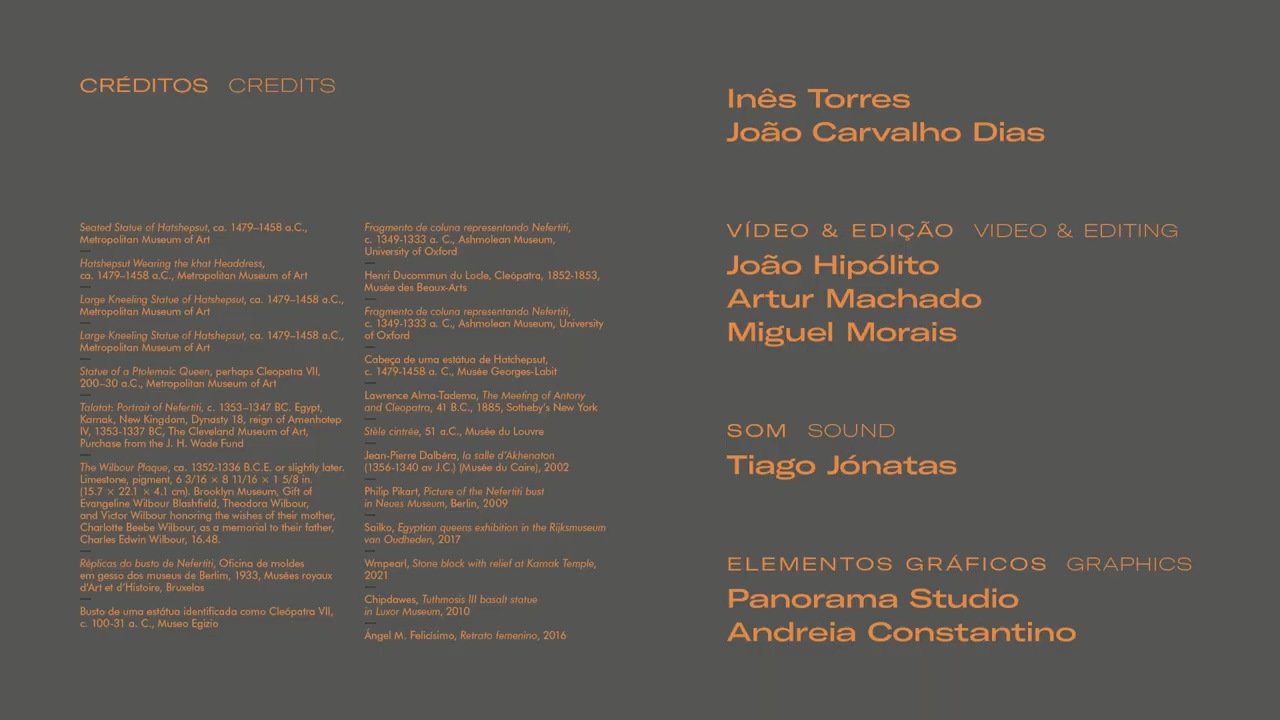 CRÉDITOS CREDITS
Seated Statue of Hatshepsut, ca. 1479–1458 a.C.,
Metropolitan Museum of Art
—
Hatshepsut Wearing the khat Headdress,
ca. 1479–1458 a.C., Metropolitan Museum of Art
—
Large Kneeling Statue of Hatshepsut, ca. 1479–1458 a.C.,
Metropolitan Museum of Art
—
Large Kneeling Statue of Hatshepsut, ca. 1479–1458 a.C.,
Metropolitan Museum of Art
—
Statue of a Ptolemaic Queen, perhaps Cleopatra VII,
200–30 a.C., Metropolitan Museum of Art
—
Talatat: Portrait of Nefertiti, c. 1353–1347 BC. Egypt,
Karnak, New Kingdom, Dynasty 18, reign of Amenhotep
IV, 1353-1337 BC, The Cleveland Museum of Art,
Purchase from the J. H. Wade Fund
—
The Wilbour Plaque, ca. 1352-1336 B.C.E. or slightly later.
Limestone, pigment, 6 3/16 × 8 11/16 × 1 5/8 in.
(15.7 × 22.1 × 4.1 cm). Brooklyn Museum, Gift of
Evangeline Wilbour Blashfield, Theodora Wilbour,
and Victor Wilbour honoring the wishes of their mother,
Charlotte Beebe Wilbour, as a memorial to their father,
Charles Edwin Wilbour, 16.48.
—
Réplicas do busto de Nefertiti, Oficina de moldes
em gesso dos museus de Berlim, 1933, Musées royaux
d'Art et d'Histoire, Bruxelas
—
Busto de uma estátua identificada como Cleópatra VII,
c. 100-31 a. C., Museo Egizio
Fragmento de coluna representando Nefertiti,
c. 1349-1333 a. C., Ashmolean Museum,
University of Oxford
—
Henri Ducommun du Locle, Cleópatra, 1852-1853,
Musée des Beaux-Arts
—
Fragmento de coluna representando Nefertiti,
c. 1349-1333 a. C., Ashmolean Museum, University
of Oxford
—
Cabeça de uma estátua de Hatchepsut,
c. 1479-1458 a. C., Musée Georges-Labit
—
Lawrence Alma-Tadema, The Meeting of Antony
and Cleopatra, 41 B.C., 1885, Sotheby's New York
—
Stèle cintrée, 51 a.C., Musée du Louvre
—
Jean-Pierre Dalbéra, la salle d'Akhenaton
(1356-1340 av J.C.) (Musée du Caire), 2002
—
Philip Pikart, Picture of the Nefertiti bust
in Neues Museum, Berlin, 2009
—
Sailko, Egyptian queens exhibition in the Rijksmuseum
van Oudheden, 2017
—
Wmpearl, Stone block with relief at Karnak Temple,
2021
—
Chipdawes, Tuthmosis III basalt statue
in Luxor Museum, 2010
—
Ángel M. Felicísimo, Retrato femenino, 2016
Inês Torres
João Carvalho Dias
VÍDEO & EDIÇÃO VIDEO & EDITING
João Hipólito
Artur Machado
Miguel Morais
SOM SOUND
Tiago Jónatas
ELEMENTOS GRÁFICOS GRAPHICS
Panorama Studio
Andreia Constantino